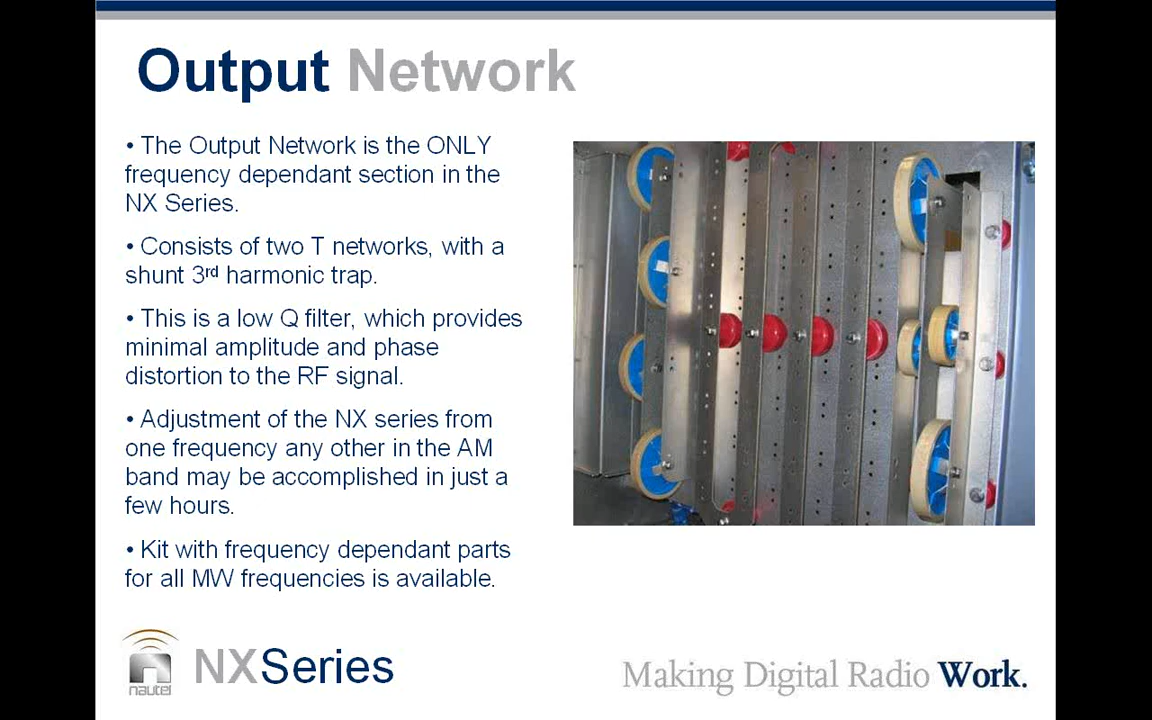 Output Network
• The Output Network is the ONLY
frequency dependant section in the
NX Series.
• Consists of two T networks, with a
shunt 3rd harmonic trap.
• This is a low Q filter, which provides
minimal amplitude and phase
distortion to the RF signal.
• Adjustment of the NX series from
one frequency any other in the AM
band may be accomplished in just a
few hours.
• Kit with frequency dependant parts
for all MW frequencies is available.
nautel
NXSeries
Making Digital Radio Work.